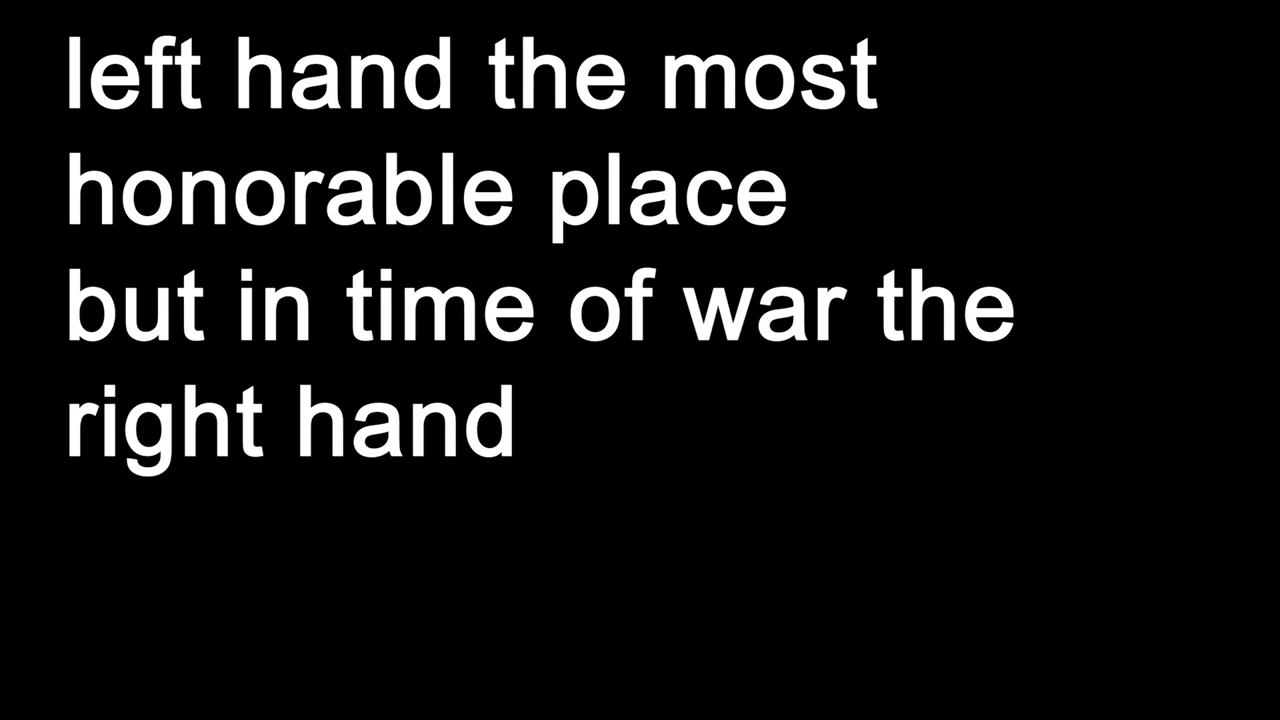 left hand the most
honorable place
but in time of war the
right hand